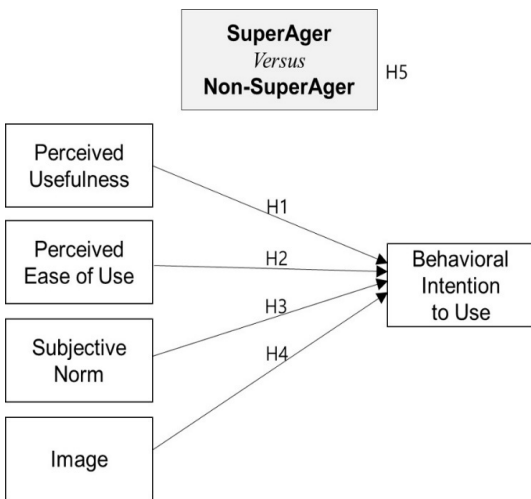 SuperAger
Versus
Non-SuperAger
H5
Perceived
Usefulness
H1
Perceived
Ease of Use
H2
Behavioral
Intention
to Use
H3
Subjective
Norm
H4
Image